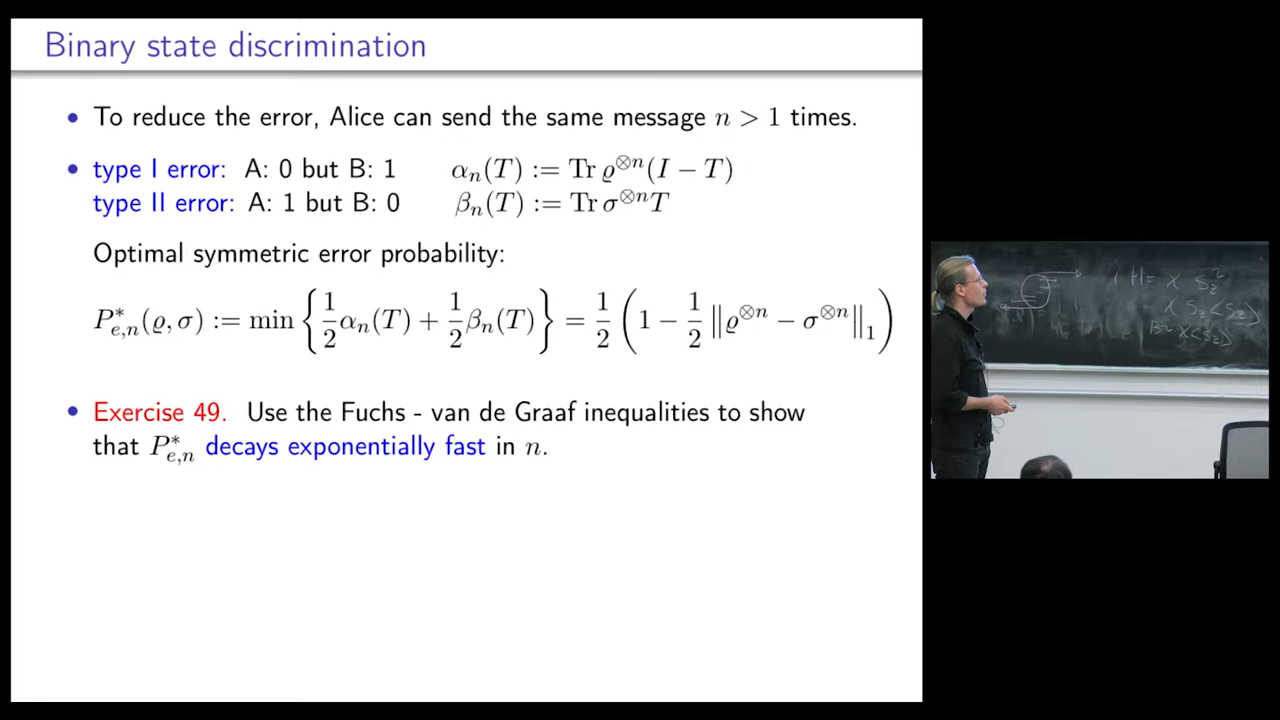 Binary state discrimination
• To reduce the error, Alice can send the same message n > 1 times.
• type I error: A: 0 but B: 1 αₙ(T) := Tr ϱ^{⊗n}(I − T)
type II error: A: 1 but B: 0 βₙ(T) := Tr σ^{⊗n}T
Optimal symmetric error probability:
P*_{e,n}(ϱ, σ) := min { 1/2 αₙ(T) + 1/2 βₙ(T) } = 1/2 ( 1 − 1/2 ‖ϱ^{⊗n} − σ^{⊗n}‖₁ )
• Exercise 49. Use the Fuchs - van de Graaf inequalities to show
that P*_{e,n} decays exponentially fast in n.
H = χ S_z²
χ S_z ⟨S_z⟩